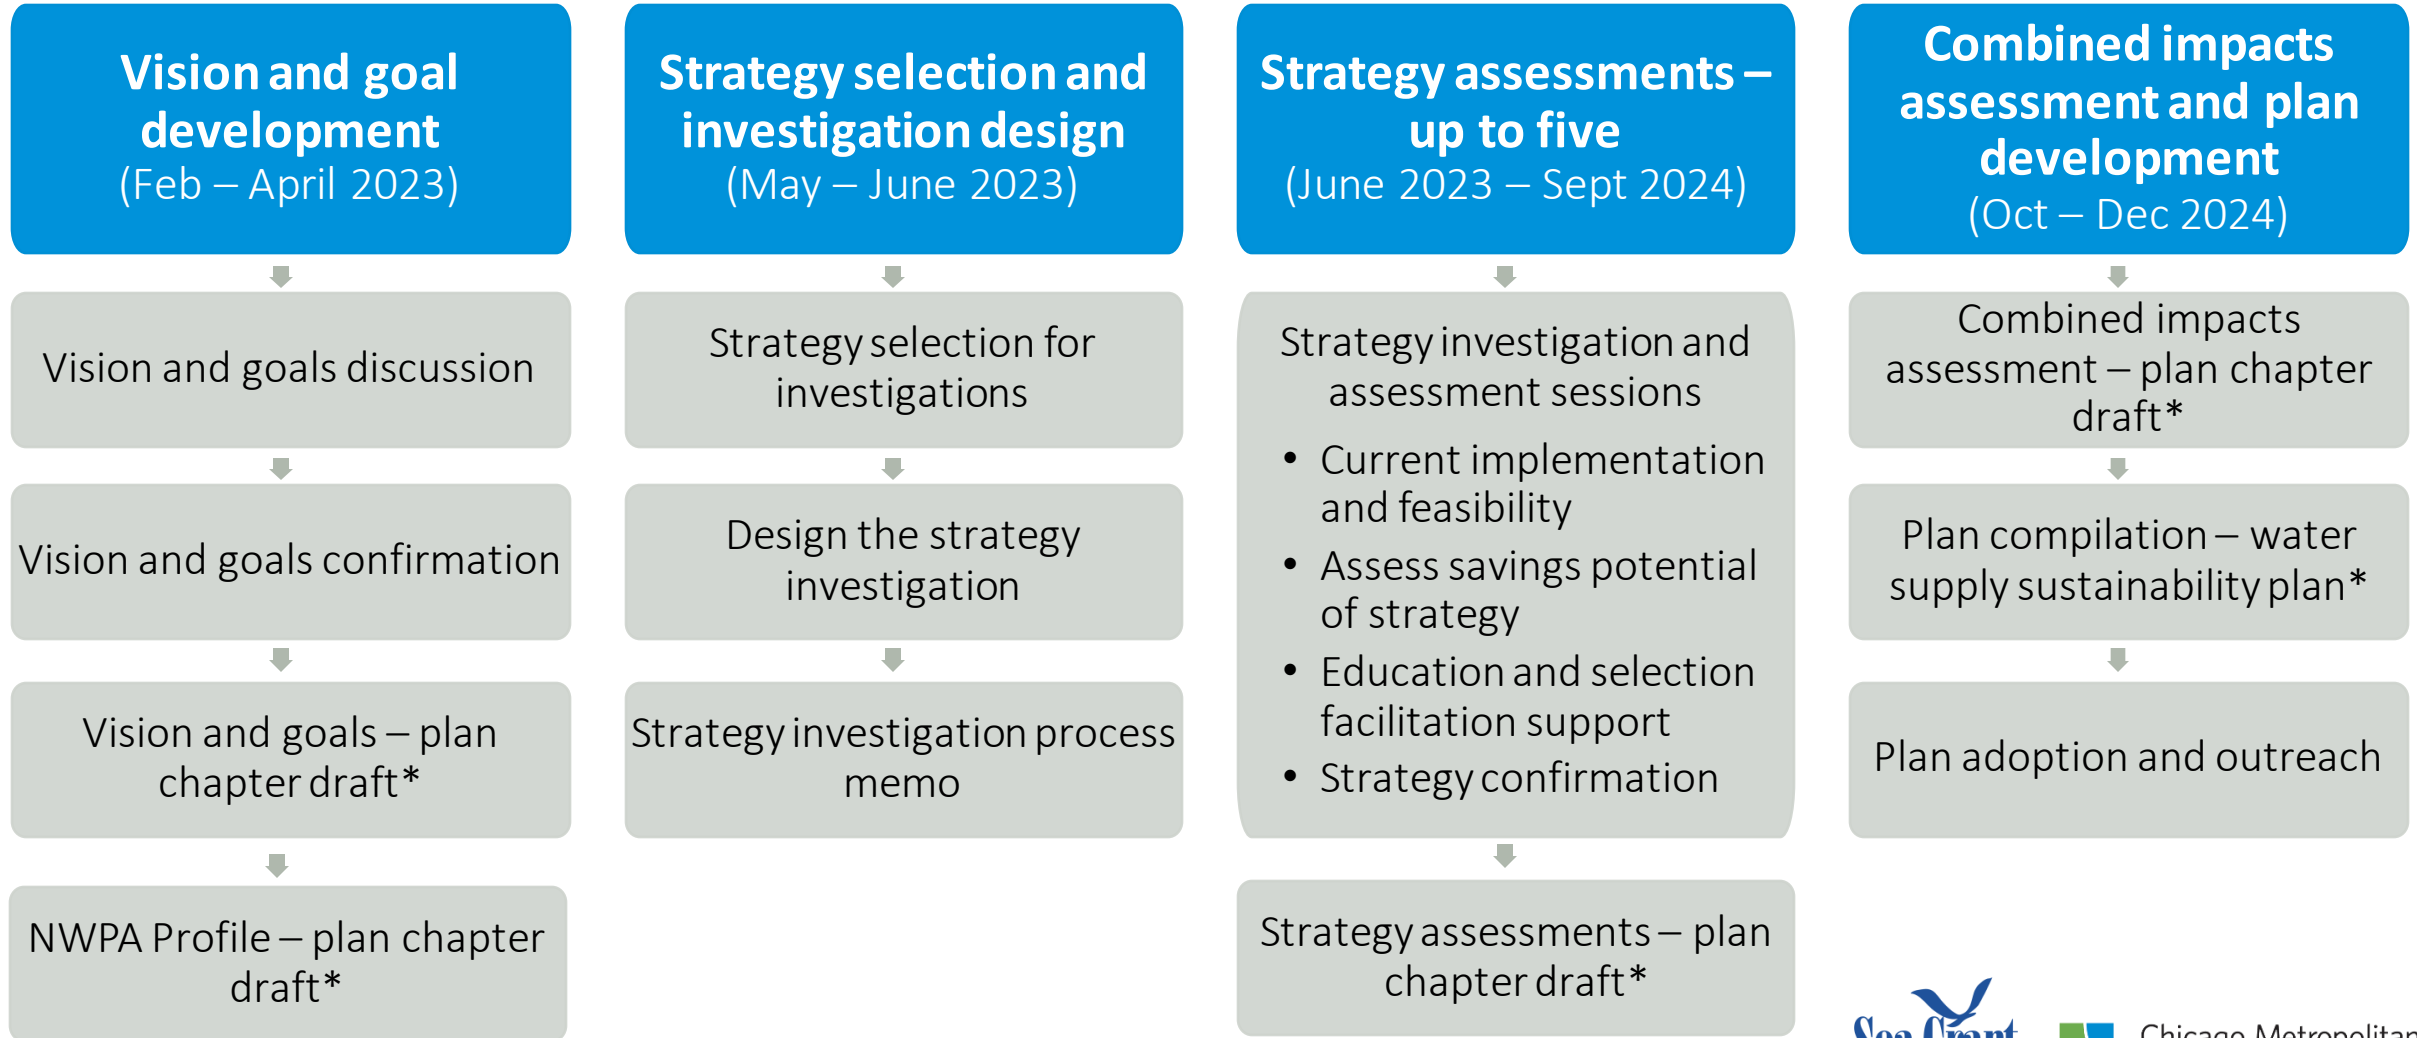 Vision and goal
development
(Feb – April 2023)
Vision and goals discussion
Vision and goals confirmation
Vision and goals – plan
chapter draft*
NWPA Profile – plan chapter
draft*
Strategy selection and
investigation design
(May – June 2023)
Strategy selection for
investigations
Design the strategy
investigation
Strategy investigation process
memo
Strategy assessments –
up to five
(June 2023 – Sept 2024)
Strategy investigation and
assessment sessions
• Current implementation
and feasibility
• Assess savings potential
of strategy
• Education and selection
facilitation support
• Strategy confirmation
Strategy assessments – plan
chapter draft*
Combined impacts
assessment and plan
development
(Oct – Dec 2024)
Combined impacts
assessment – plan chapter
draft*
Plan compilation – water
supply sustainability plan*
Plan adoption and outreach
Sea Grant
Chicago Metropolitan